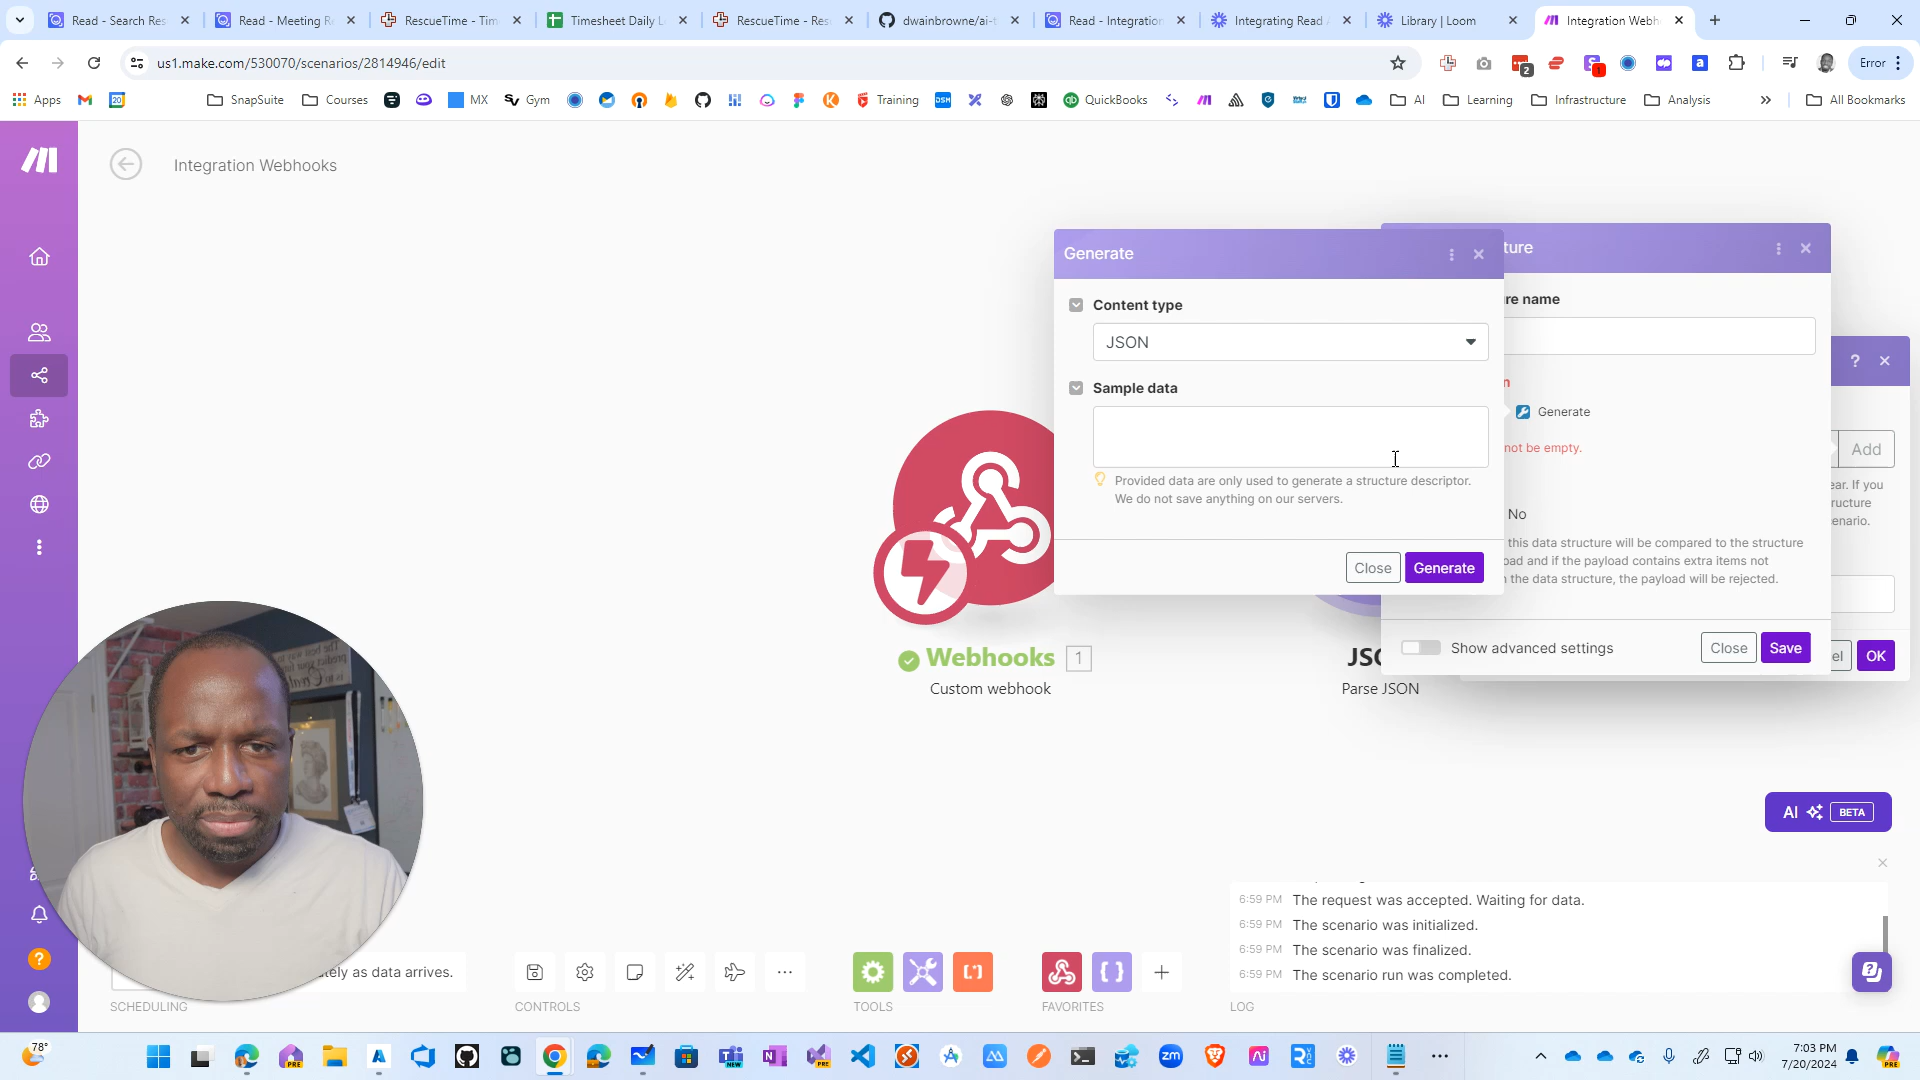 Read - Search Res
Read - Meeting R
RescueTime - Tim
Timesheet Daily L
RescueTime - Res
dwainbrowne/ai-t
Read - Integration
Integrating Read
Library | Loom
Integration Webh
us1.make.com/530070/scenarios/2814946/edit
2
1
Error
Apps
SnapSuite
Courses
MX
Gym
Training
DSM
QuickBooks
AI
Learning
Infrastructure
Analysis
All Bookmarks
Integration Webhooks
Generate
ture
Content type
re name
JSON
Sample data
n
Generate
not be empty.
Add
Provided data are only used to generate a structure descriptor.
We do not save anything on our servers.
ear. If you
ructure
enario.
No
this data structure will be compared to the structure
oad and if the payload contains extra items not
n the data structure, the payload will be rejected.
Close
Generate
Show advanced settings
Close
Save
el
OK
Webhooks
1
Custom webhook
JSO
Parse JSON
AI
BETA
6:59 PM The request was accepted. Waiting for data.
6:59 PM The scenario was initialized.
6:59 PM The scenario was finalized.
6:59 PM The scenario run was completed.
tely as data arrives.
SCHEDULING
CONTROLS
TOOLS
FAVORITES
LOG
78°
7:03 PM
7/20/2024